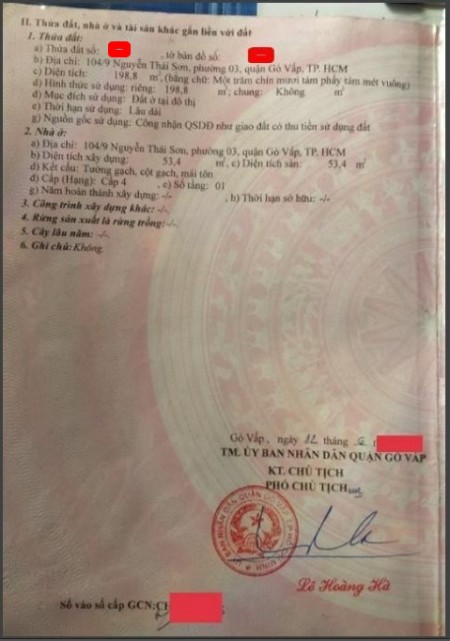 II. Thửa đất, nhà ở và tài sản khác gắn liền với đất
1. Thửa đất:
a) Thửa đất số: , tờ bản đồ số:
b) Địa chỉ: 104/9 Nguyễn Thái Sơn, phường 03, quận Gò Vấp, TP. HCM
c) Diện tích: 198,8 m², (bằng chữ: Một trăm chín mươi tám phẩy tám mét vuông)
d) Hình thức sử dụng: riêng: 198,8 m², chung: Không m²
đ) Mục đích sử dụng: Đất ở tại đô thị
e) Thời hạn sử dụng: Lâu dài
g) Nguồn gốc sử dụng: Công nhận QSDĐ như giao đất có thu tiền sử dụng đất
2. Nhà ở:
a) Địa chỉ: 104/9 Nguyễn Thái Sơn, phường 03, quận Gò Vấp, TP. HCM
b) Diện tích xây dựng: 53,4 m², c) Diện tích sàn: 53,4 m²
d) Kết cấu: Tường gạch, cột gạch, mái tôn
đ) Cấp (Hạng): Cấp 4 , e) Số tầng: 01
g) Năm hoàn thành xây dựng: -/- , h) Thời hạn sở hữu: -/-
3. Công trình xây dựng khác: -/-
4. Rừng sản xuất là rừng trồng: -/-
5. Cây lâu năm: -/-
6. Ghi chú: Không.
Gò Vấp, ngày 12 tháng 6
TM. ỦY BAN NHÂN DÂN QUẬN GÒ VẤP
KT. CHỦ TỊCH
PHÓ CHỦ TỊCH
Lê Hoàng Hà
Số vào sổ cấp GCN:CH